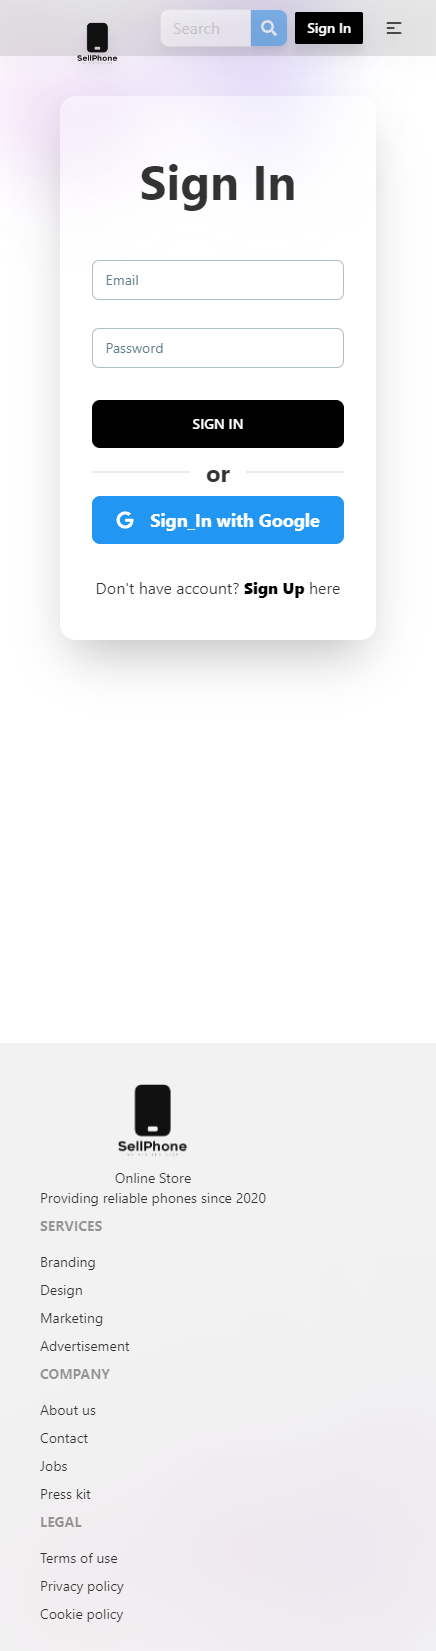 Search
Sign In
SellPhone
Sign In
Email
Password
SIGN IN
or
Sign_In with Google
Don't have account? Sign Up here
SellPhone
Online Store
Providing reliable phones since 2020
SERVICES
Branding
Design
Marketing
Advertisement
COMPANY
About us
Contact
Jobs
Press kit
LEGAL
Terms of use
Privacy policy
Cookie policy